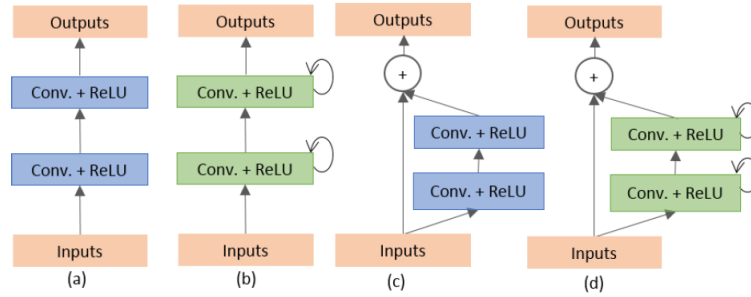 Outputs
Conv. + ReLU
Conv. + ReLU
Inputs
(a)
Outputs
Conv. + ReLU
Conv. + ReLU
Inputs
(b)
Outputs
+
Conv. + ReLU
Conv. + ReLU
Inputs
(c)
Outputs
+
Conv. + ReLU
Conv. + ReLU
Inputs
(d)